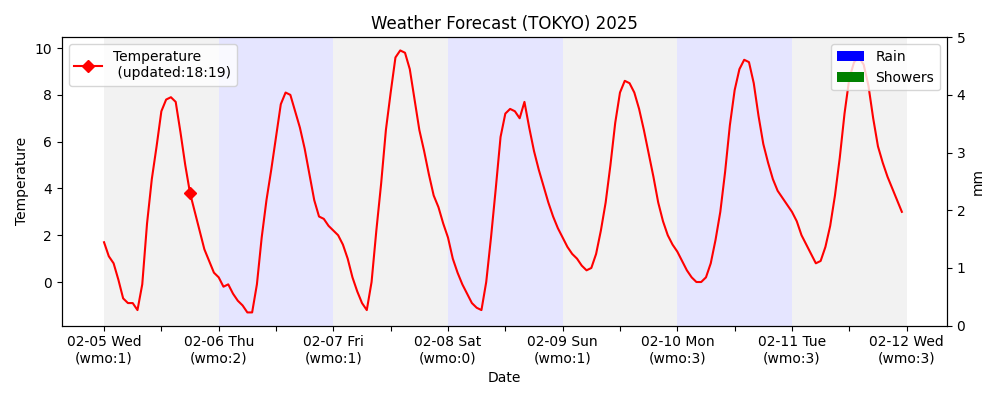 Weather Forecast (TOKYO) 2025
Temperature
(updated:18:19)
Rain
Showers
Temperature
10
8
6
4
2
0
5
4
3
2
1
0
mm
02-05 Wed
(wmo:1)
02-06 Thu
(wmo:2)
02-07 Fri
(wmo:1)
02-08 Sat
(wmo:0)
02-09 Sun
(wmo:1)
02-10 Mon
(wmo:3)
02-11 Tue
(wmo:3)
02-12 Wed
(wmo:3)
Date